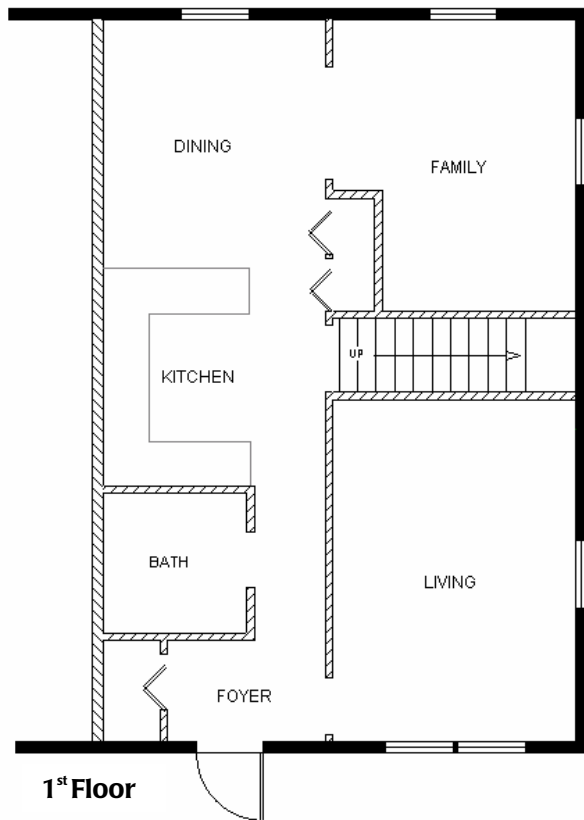 DINING
FAMILY
UP
KITCHEN
BATH
LIVING
FOYER
1st Floor